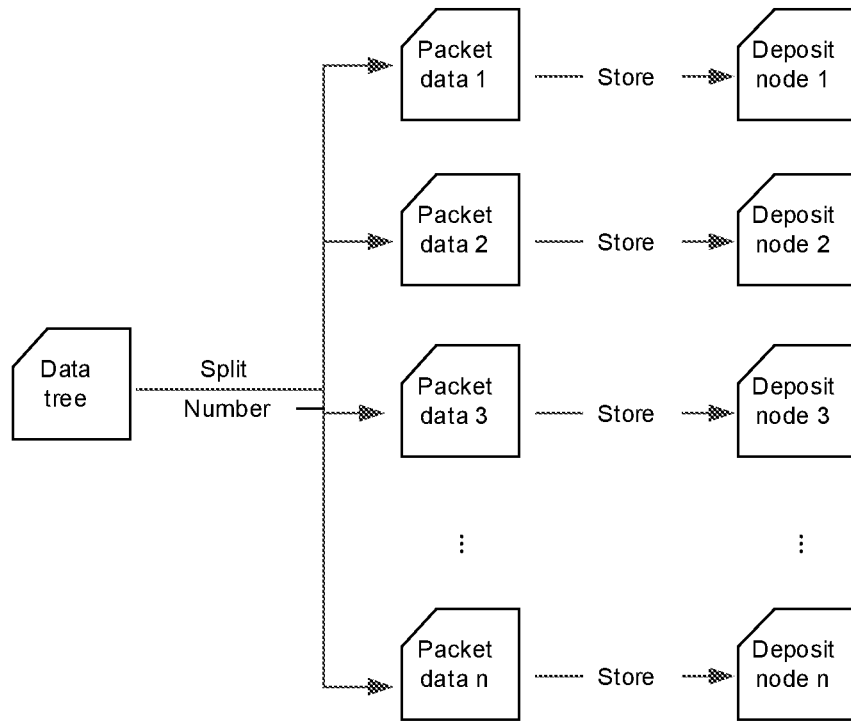 Packet
data 1
Store
Deposit
node 1
Packet
data 2
Store
Deposit
node 2
Data
tree
Split
Number
Packet
data 3
Store
Deposit
node 3
⋮
⋮
Packet
data n
Store
Deposit
node n